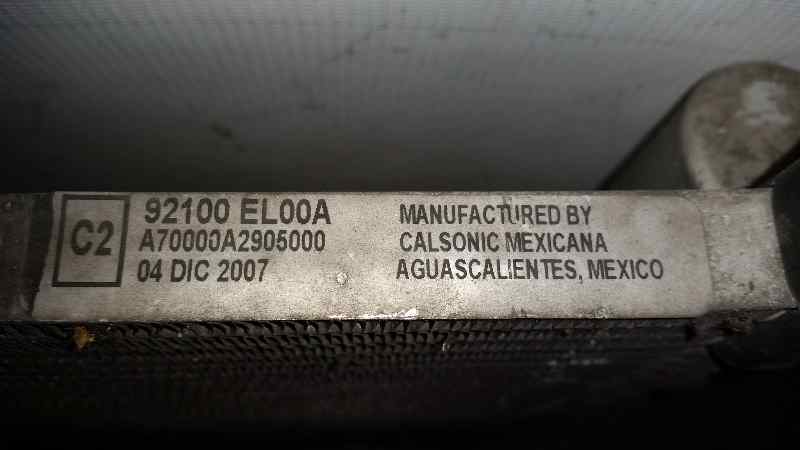 C2
92100 EL00A
A70000A2905000
04 DIC 2007
MANUFACTURED BY
CALSONIC MEXICANA
AGUASCALIENTES, MEXICO